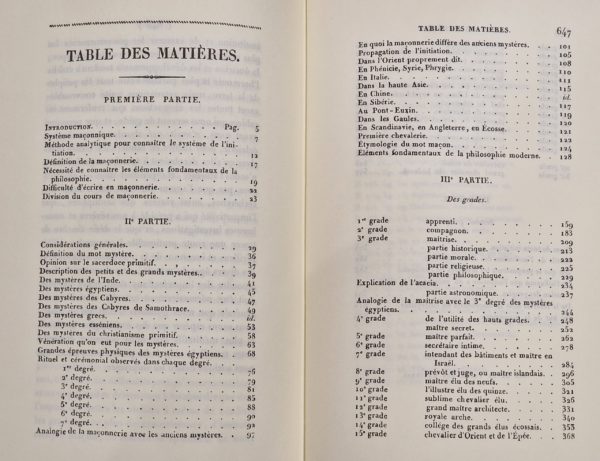 TABLE DES MATIÈRES.
PREMIÈRE PARTIE.
INTRODUCTION. Pag. 5
Système maçonnique. 7
Méthode analytique pour connaître le système de l'ini-
tiation. 12
Définition de la maçonnerie. 17
Nécessité de connaître les éléments fondamentaux de la
philosophie. 19
Difficulté d'écrire en maçonnerie. 22
Division du cours de maçonnerie. 23
IIe PARTIE.
Considérations générales. 29
Définition du mot mystère. 36
Opinion sur le sacerdoce primitif. 37
Description des petits et des grands mystères. 39
Des mystères de l'Inde. 41
Des mystères égyptiens. 45
Des mystères des Cabyres. 47
Des mystères des Cabyres de Samothrace. 49
Des mystères grecs. id.
Des mystères esséniens. 53
Des mystères du christianisme primitif. 58
Vénération qu'on eut pour les mystères. 63
Grandes épreuves physiques des mystères égyptiens. 68
Rituel et cérémonial observés dans chaque degré.
1er degré. 76
2e degré. 79
3e degré. 81
4e degré. 85
5e degré. 88
6e degré. 90
7e degré. 92
Analogie de la maçonnerie avec les anciens mystères. 97
TABLE DES MATIÈRES. 647
En quoi la maçonnerie diffère des anciens mystères. 101
Propagation de l'initiation. 105
Dans l'Orient proprement dit. 108
En Phénicie, Syrie, Phrygie. 110
En Italie. 111
Dans la haute Asie. 115
En Chine. id.
En Sibérie. 117
Au Pont-Euxin. 119
Dans les Gaules. 120
En Scandinavie, en Angleterre, en Écosse. 121
Première chevalerie. 122
Étymologie du mot maçon. 124
Eléments fondamentaux de la philosophie moderne. 128
IIIe PARTIE.
Des grades.
1er grade apprenti. 159
2e grade compagnon. 183
3e grade maîtrise. 209
partie historique. 213
partie morale. 222
partie religieuse. 225
partie philosophique. 229
Explication de l'acacia. 234
partie astronomique. 237
Analogie de la maîtrise avec le 3e degré des mystères
égyptiens. 244
4e grade de l'utilité des hauts grades. 248
maître secret. 252
5e grade maître parfait. 262
6e grade secrétaire intime. 278
7e grade intendant des bâtiments et maître en
Israël. 284
8e grade prévôt et juge, ou maître irlandais. 296
9e grade maître élu des neufs. 305
10e grade l'illustre élu des quinze. 321
11e grade sublime chevalier élu. 326
12e grade grand maître architecte. 331
13e grade royale arche. 340
14e grade collége des grands élus écossais. 353
15e grade chevalier d'Orient et de l'Épée. 368